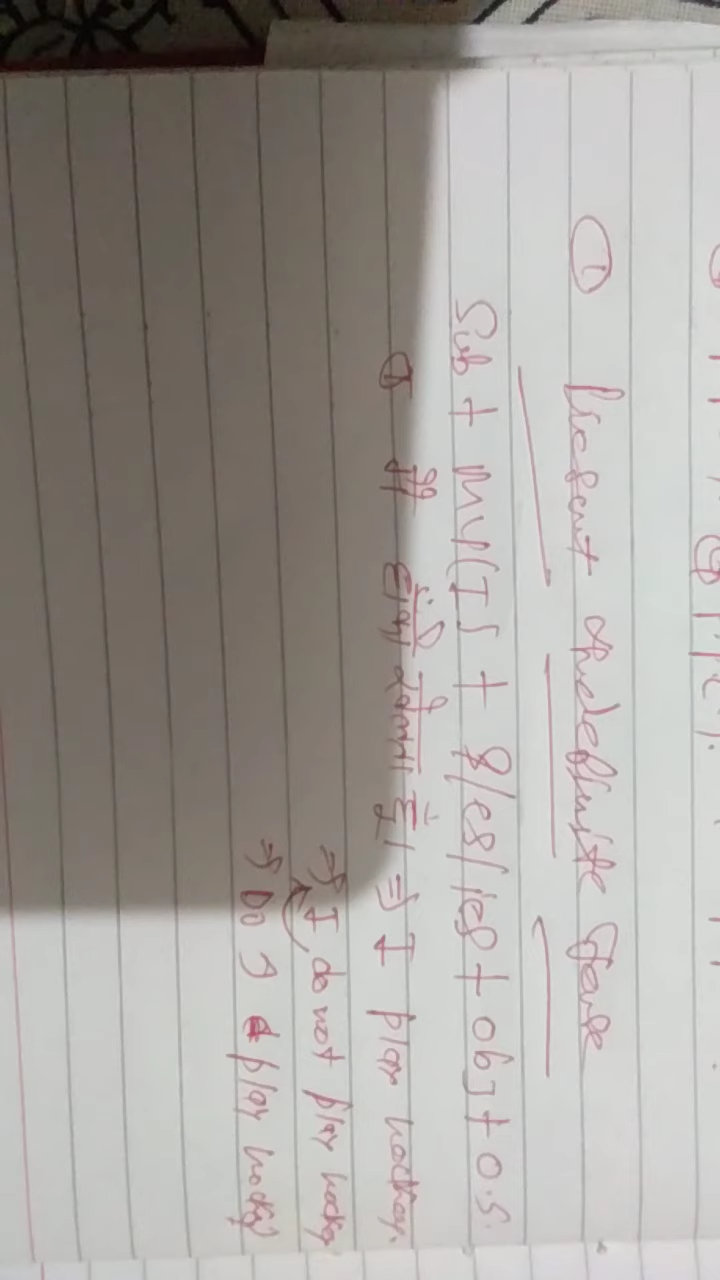 ① Present Indefinite Tense
Sub + MV(I) + s/es/ies + obj + O.S.
① मैं हॉकी खेलता हूँ। ⇒ I play hockey.
⇒ I do not play hockey
⇒ Do I play hockey